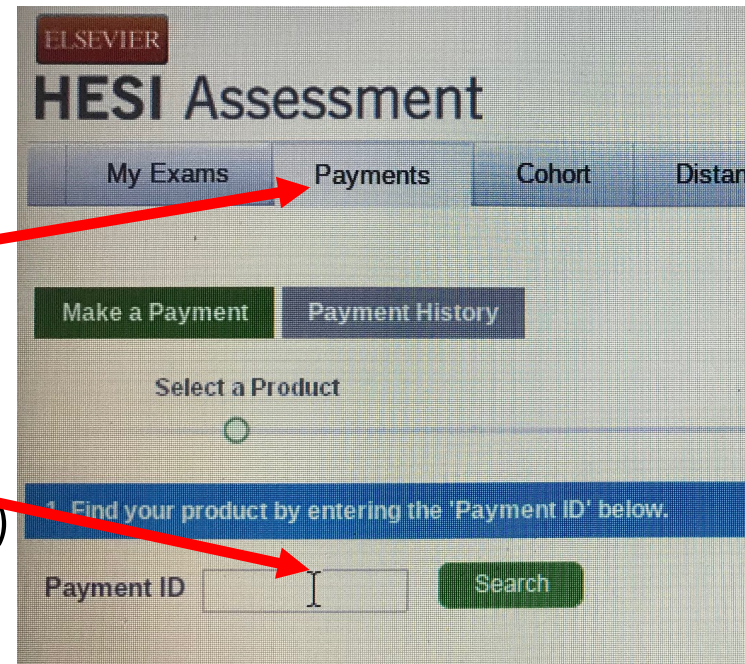 ELSEVIER
HESI Assessment
My Exams Payments Cohort Distan
Make a Payment Payment History
Select a Product
1. Find your product by entering the 'Payment ID' below.
)
Payment ID Search